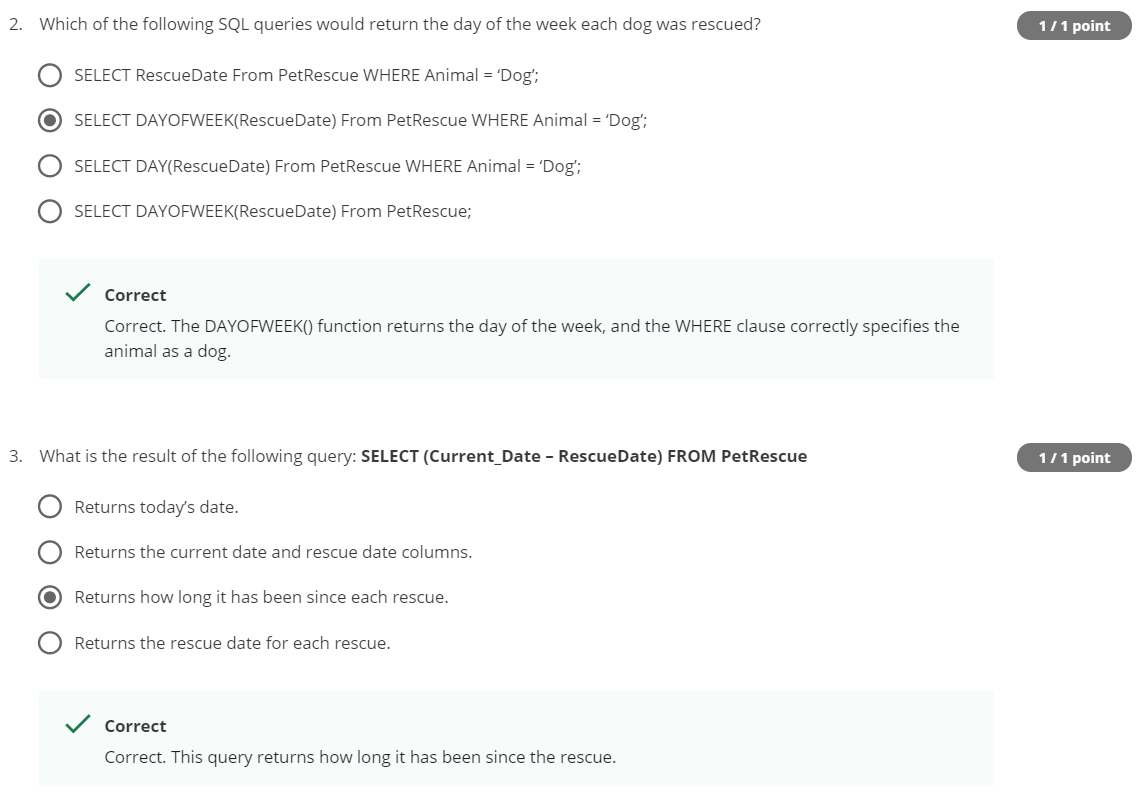 2. Which of the following SQL queries would return the day of the week each dog was rescued?
1 / 1 point
SELECT RescueDate From PetRescue WHERE Animal = ‘Dog’;
SELECT DAYOFWEEK(RescueDate) From PetRescue WHERE Animal = ‘Dog’;
SELECT DAY(RescueDate) From PetRescue WHERE Animal = ‘Dog’;
SELECT DAYOFWEEK(RescueDate) From PetRescue;
Correct
Correct. The DAYOFWEEK() function returns the day of the week, and the WHERE clause correctly specifies the
animal as a dog.
3. What is the result of the following query: SELECT (Current_Date – RescueDate) FROM PetRescue
1 / 1 point
Returns today’s date.
Returns the current date and rescue date columns.
Returns how long it has been since each rescue.
Returns the rescue date for each rescue.
Correct
Correct. This query returns how long it has been since the rescue.